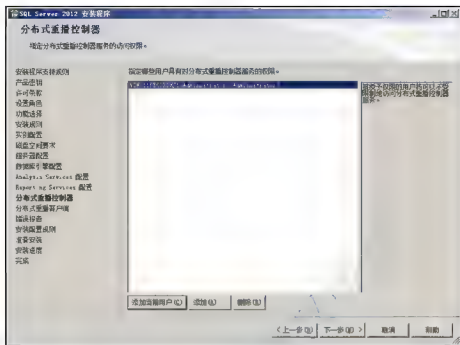 SQL Server 2012 安装程序
分布式重播控制器
指定分布式重播控制器服务的访问权限。
安装程序支持规则
产品密钥
许可条款
设置角色
功能选择
安装规则
实例配置
磁盘空间要求
服务器配置
数据库引擎配置
Analysis Services 配置
Reporting Services 配置
分布式重播控制器
分布式重播客户端
错误报告
安装配置规则
准备安装
安装进度
完成
指定哪些用户具有对分布式重播控制器服务的权限。
被授予权限的用户将可以不受
限制地访问分布式重播控制器
服务。
添加当前用户(C)
添加(A)
删除(R)
< 上一步(B)
下一步(N) >
取消
帮助